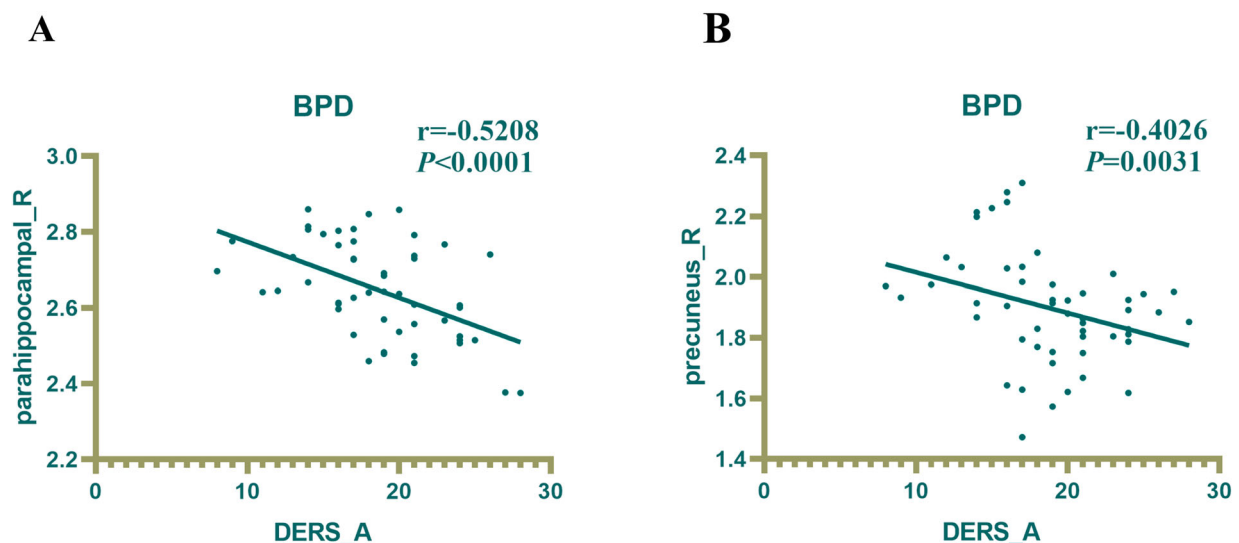 A
BPD
r=-0.5208
P<0.0001
3.0
2.8
2.6
2.4
2.2
parahippocampal_R
0
10
20
30
DERS_A
B
BPD
r=-0.4026
P=0.0031
2.4
2.2
2.0
1.8
1.6
1.4
precuneus_R
0
10
20
30
DERS_A